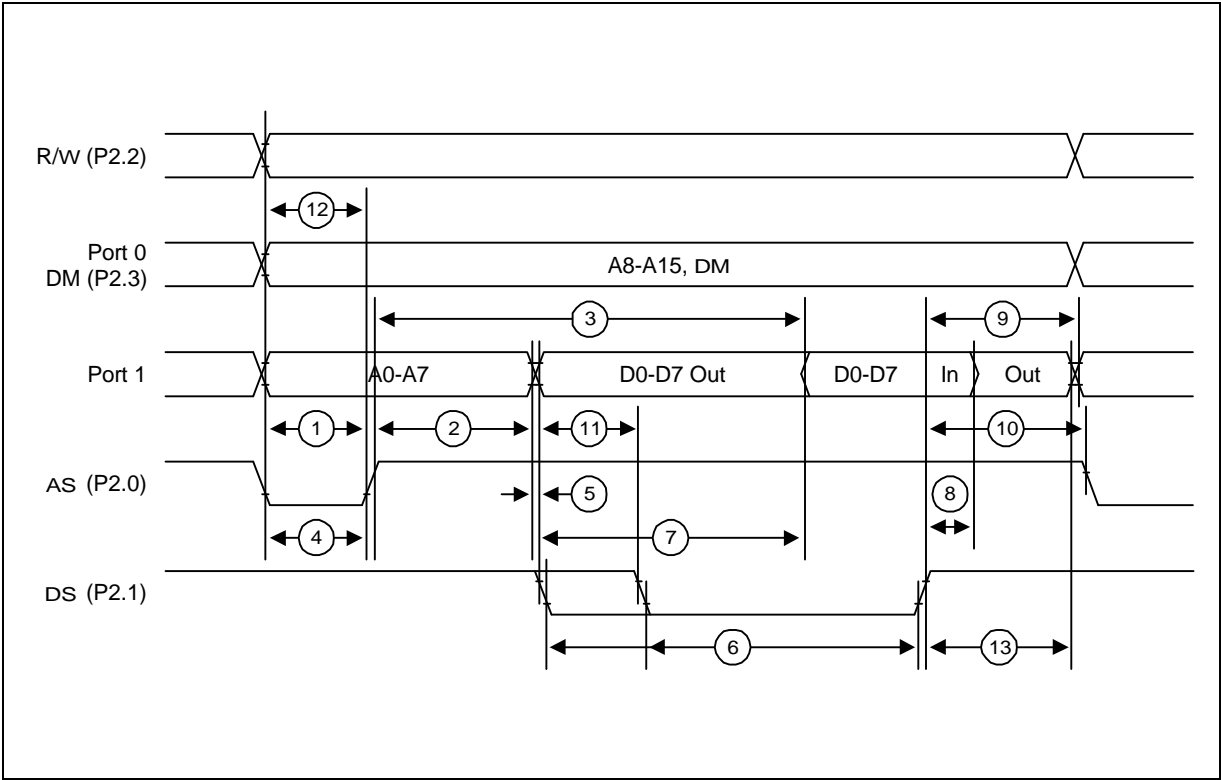 R/W (P2.2)
12
Port 0
DM (P2.3)
A8-A15, DM
3
9
Port 1
A0-A7
D0-D7 Out
D0-D7
In
Out
1
2
11
10
AS (P2.0)
5
8
4
7
DS (P2.1)
6
13